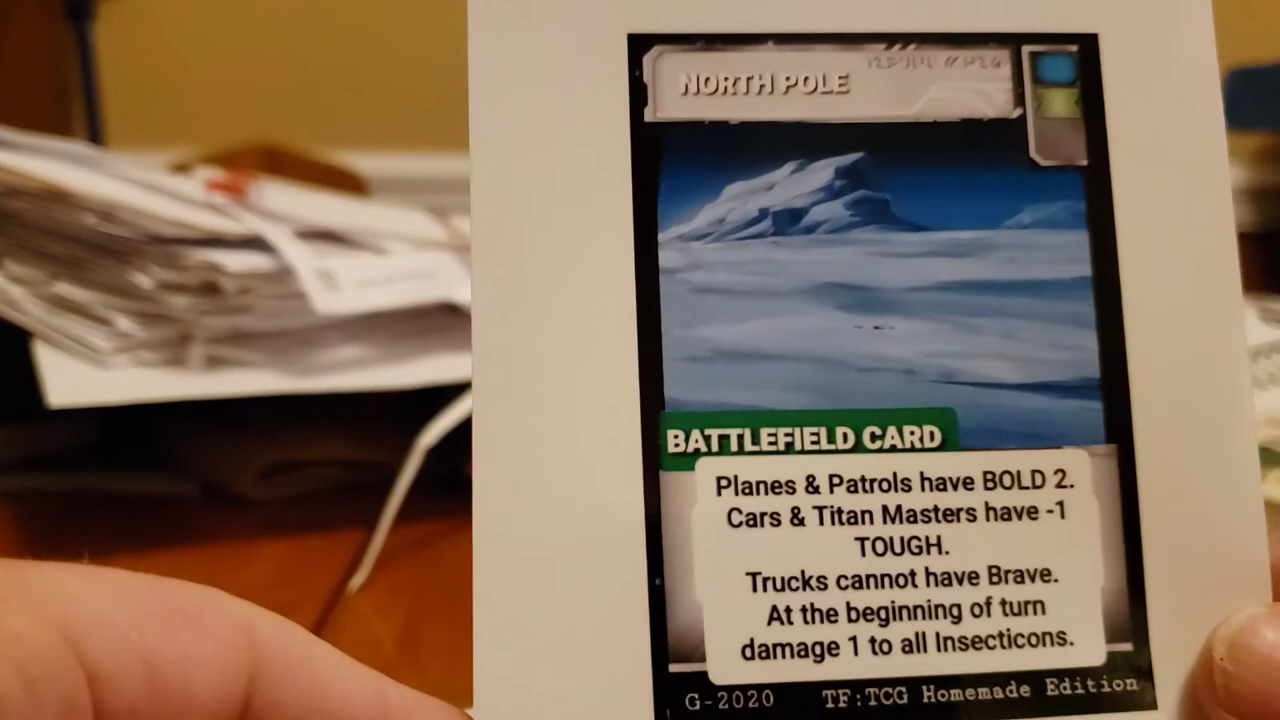 NORTH POLE
BATTLEFIELD CARD
Planes & Patrols have BOLD 2.
Cars & Titan Masters have -1
TOUGH.
Trucks cannot have Brave.
At the beginning of turn
damage 1 to all Insecticons.
G-2020 TF:TCG Homemade Edition